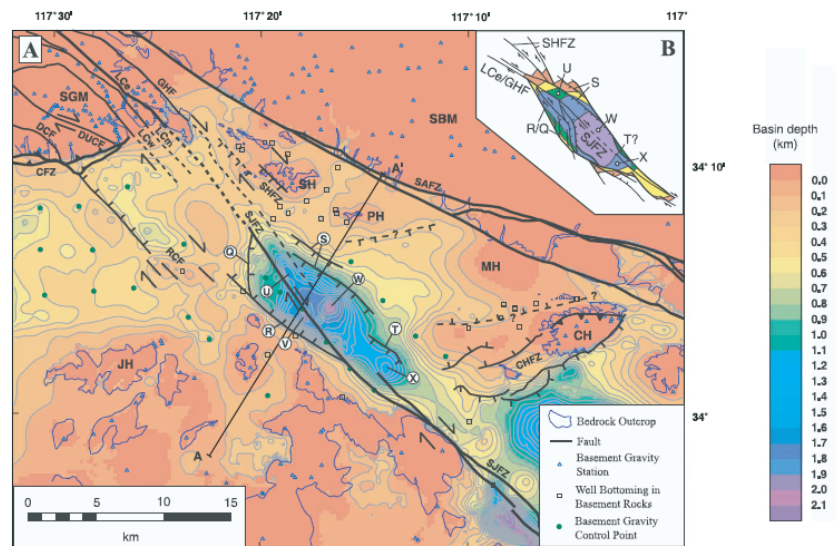 117°30'
117°20'
117°10'
117°
A
B
SHFZ
U
LCe/GHF
S
W
R/Q
SJFZ
T?
X
SGM
LCe
GHF
DCF
DUCF
LCw
LCm
CFZ
SBM
SHFZ
SH
A'
SAFZ
PH
SJFZ
34° 10'
RCF
Q
S
?
MH
W
U
?
R
V
T
?
CH
CHFZ
JH
X
34°
A
SJFZ
Bedrock Outcrop
Fault
Basement Gravity
Station
Well Bottoming in
Basement Rocks
Basement Gravity
Control Point
0 5 10 15
km
Basin depth
(km)
0.0
0.1
0.2
0.3
0.4
0.5
0.6
0.7
0.8
0.9
1.0
1.1
1.2
1.3
1.4
1.5
1.6
1.7
1.8
1.9
2.0
2.1